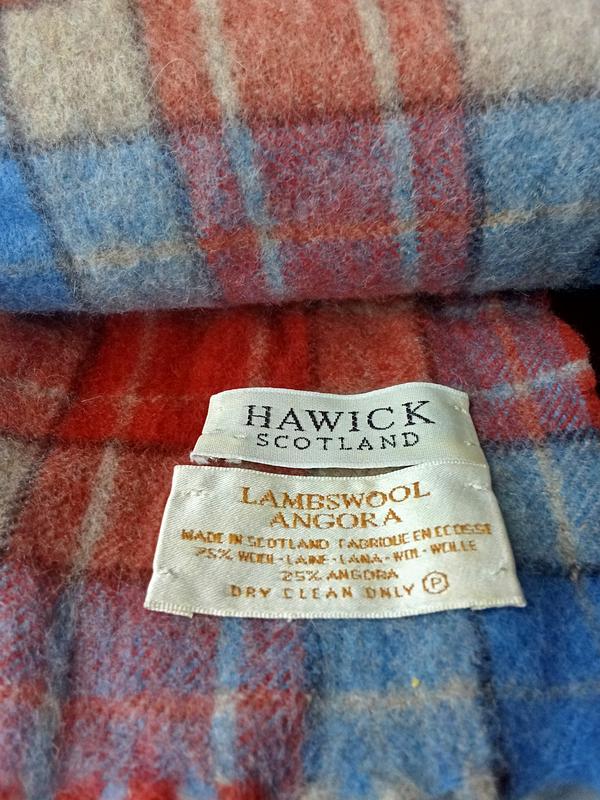 HAWICK
SCOTLAND
LAMBSWOOL
ANGORA
MADE IN SCOTLAND FABRIQUE EN ECOSSE
75% WOOL-LAINE-LANA-WOL-WOLLE
25% ANGORA
DRY CLEAN ONLY P